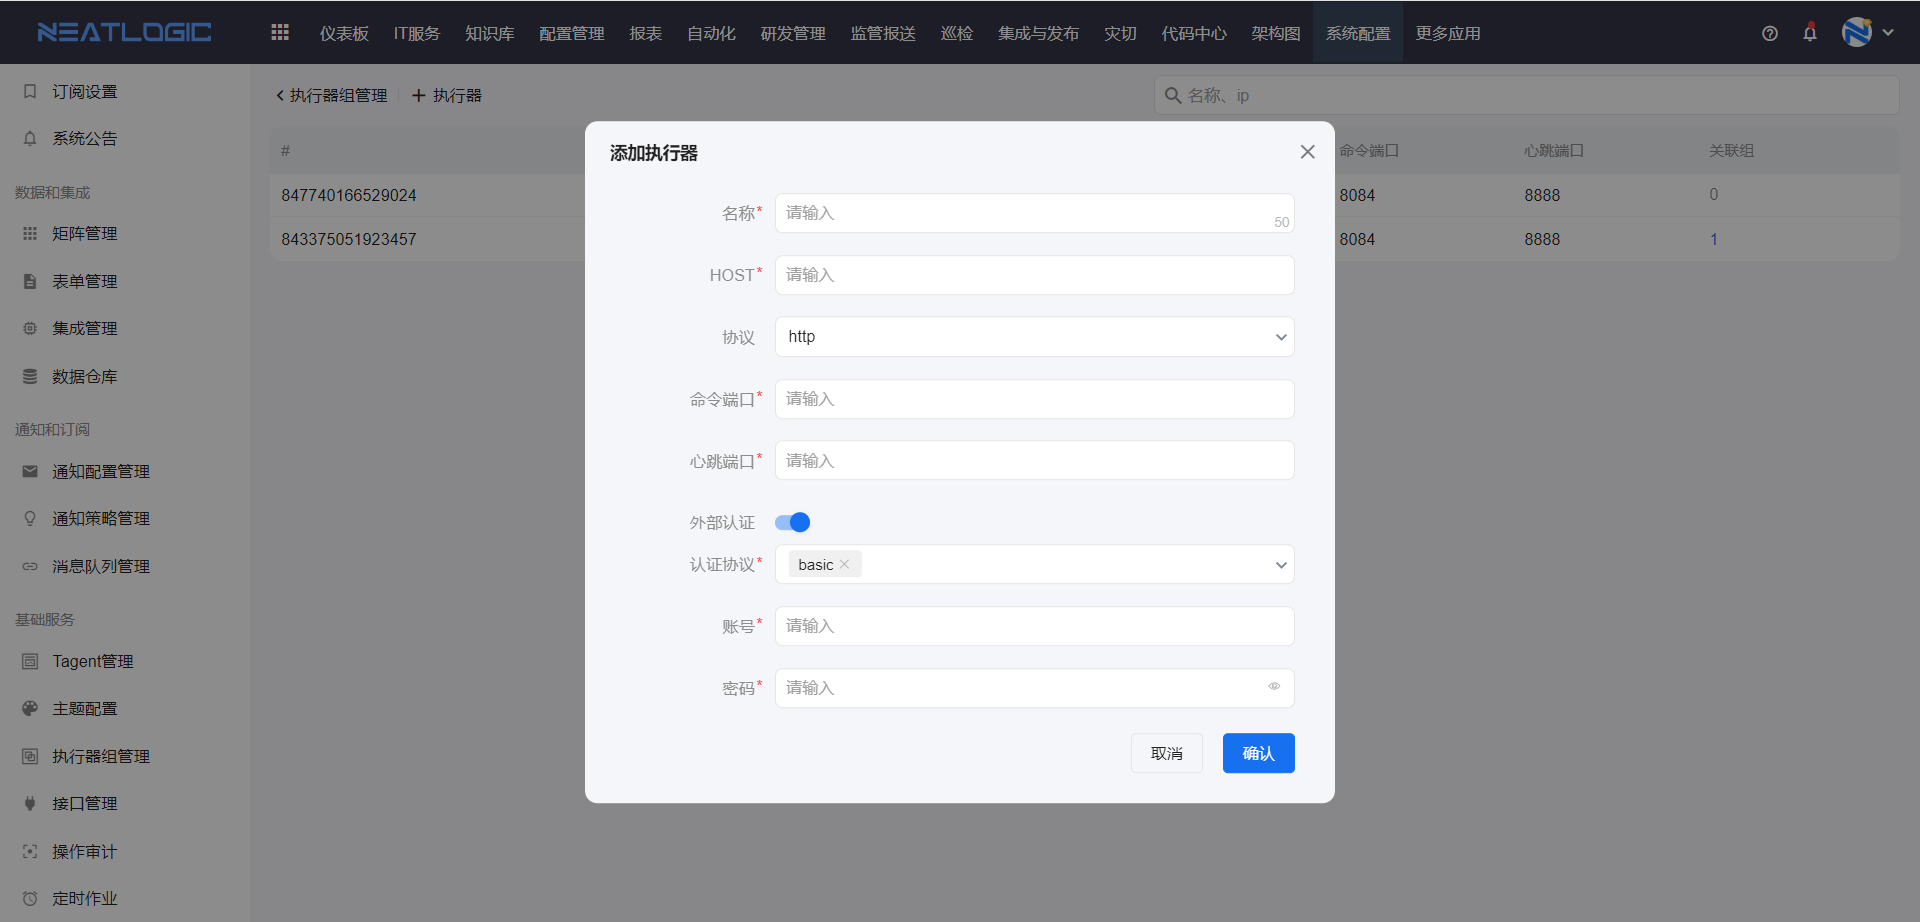 NEATLOGIC
仪表板 IT服务 知识库 配置管理 报表 自动化 研发管理 监管报送 巡检 集成与发布 灾切 代码中心 架构图 系统配置 更多应用
订阅设置
系统公告
数据和集成
矩阵管理
表单管理
集成管理
数据仓库
通知和订阅
通知配置管理
通知策略管理
消息队列管理
基础服务
Tagent管理
主题配置
执行器组管理
接口管理
操作审计
定时作业
执行器组管理 执行器
名称、ip
# 命令端口 心跳端口 关联组
847740166529024 8084 8888 0
843375051923457 8084 8888 1
添加执行器
名称* 请输入 50
HOST* 请输入
协议 http
命令端口* 请输入
心跳端口* 请输入
外部认证
认证协议* basic
账号* 请输入
密码* 请输入
取消 确认